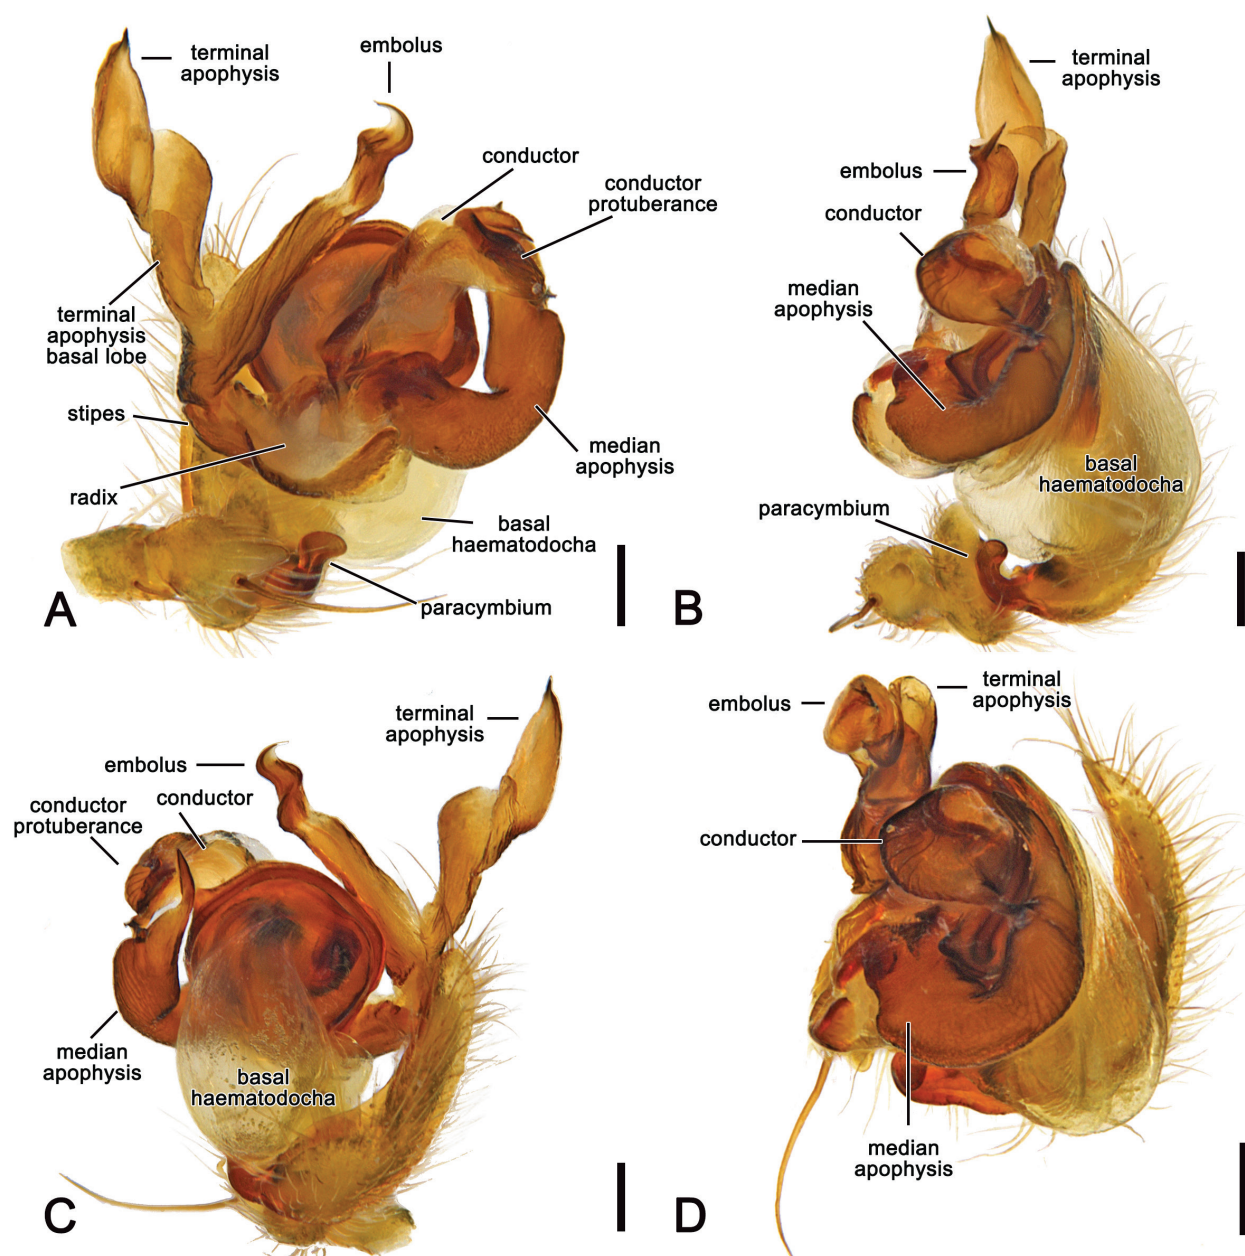 terminal
apophysis
embolus
conductor
conductor
protuberance
terminal
apophysis
basal lobe
stipes
radix
median
apophysis
basal
haematodocha
paracymbium
A
terminal
apophysis
embolus
conductor
median
apophysis
basal
haematodocha
paracymbium
B
terminal
apophysis
embolus
conductor
conductor
protuberance
median
apophysis
basal
haematodocha
C
embolus
terminal
apophysis
conductor
median
apophysis
D